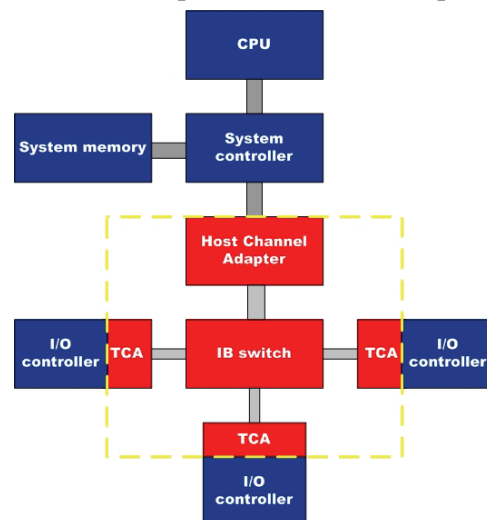 CPU
System memory
System
controller
Host Channel
Adapter
I/O
controller
TCA
IB switch
TCA
I/O
controller
TCA
I/O
controller